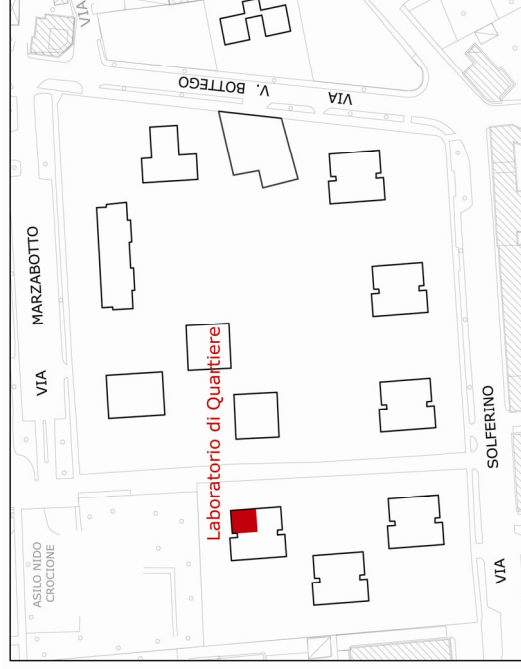 VIA
VIA V. BOTTEGO
VIA MARZABOTTO
Laboratorio di Quartiere
VIA SOLFERINO
ASILO NIDO
CROCIONE